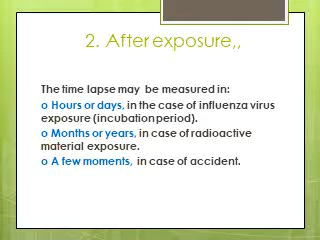 2. After exposure,,
The time lapse may be measured in:
o Hours or days, in the case of influenza virus
exposure (incubation period).
o Months or years, in case of radioactive
material exposure.
o A few moments, in case of accident.